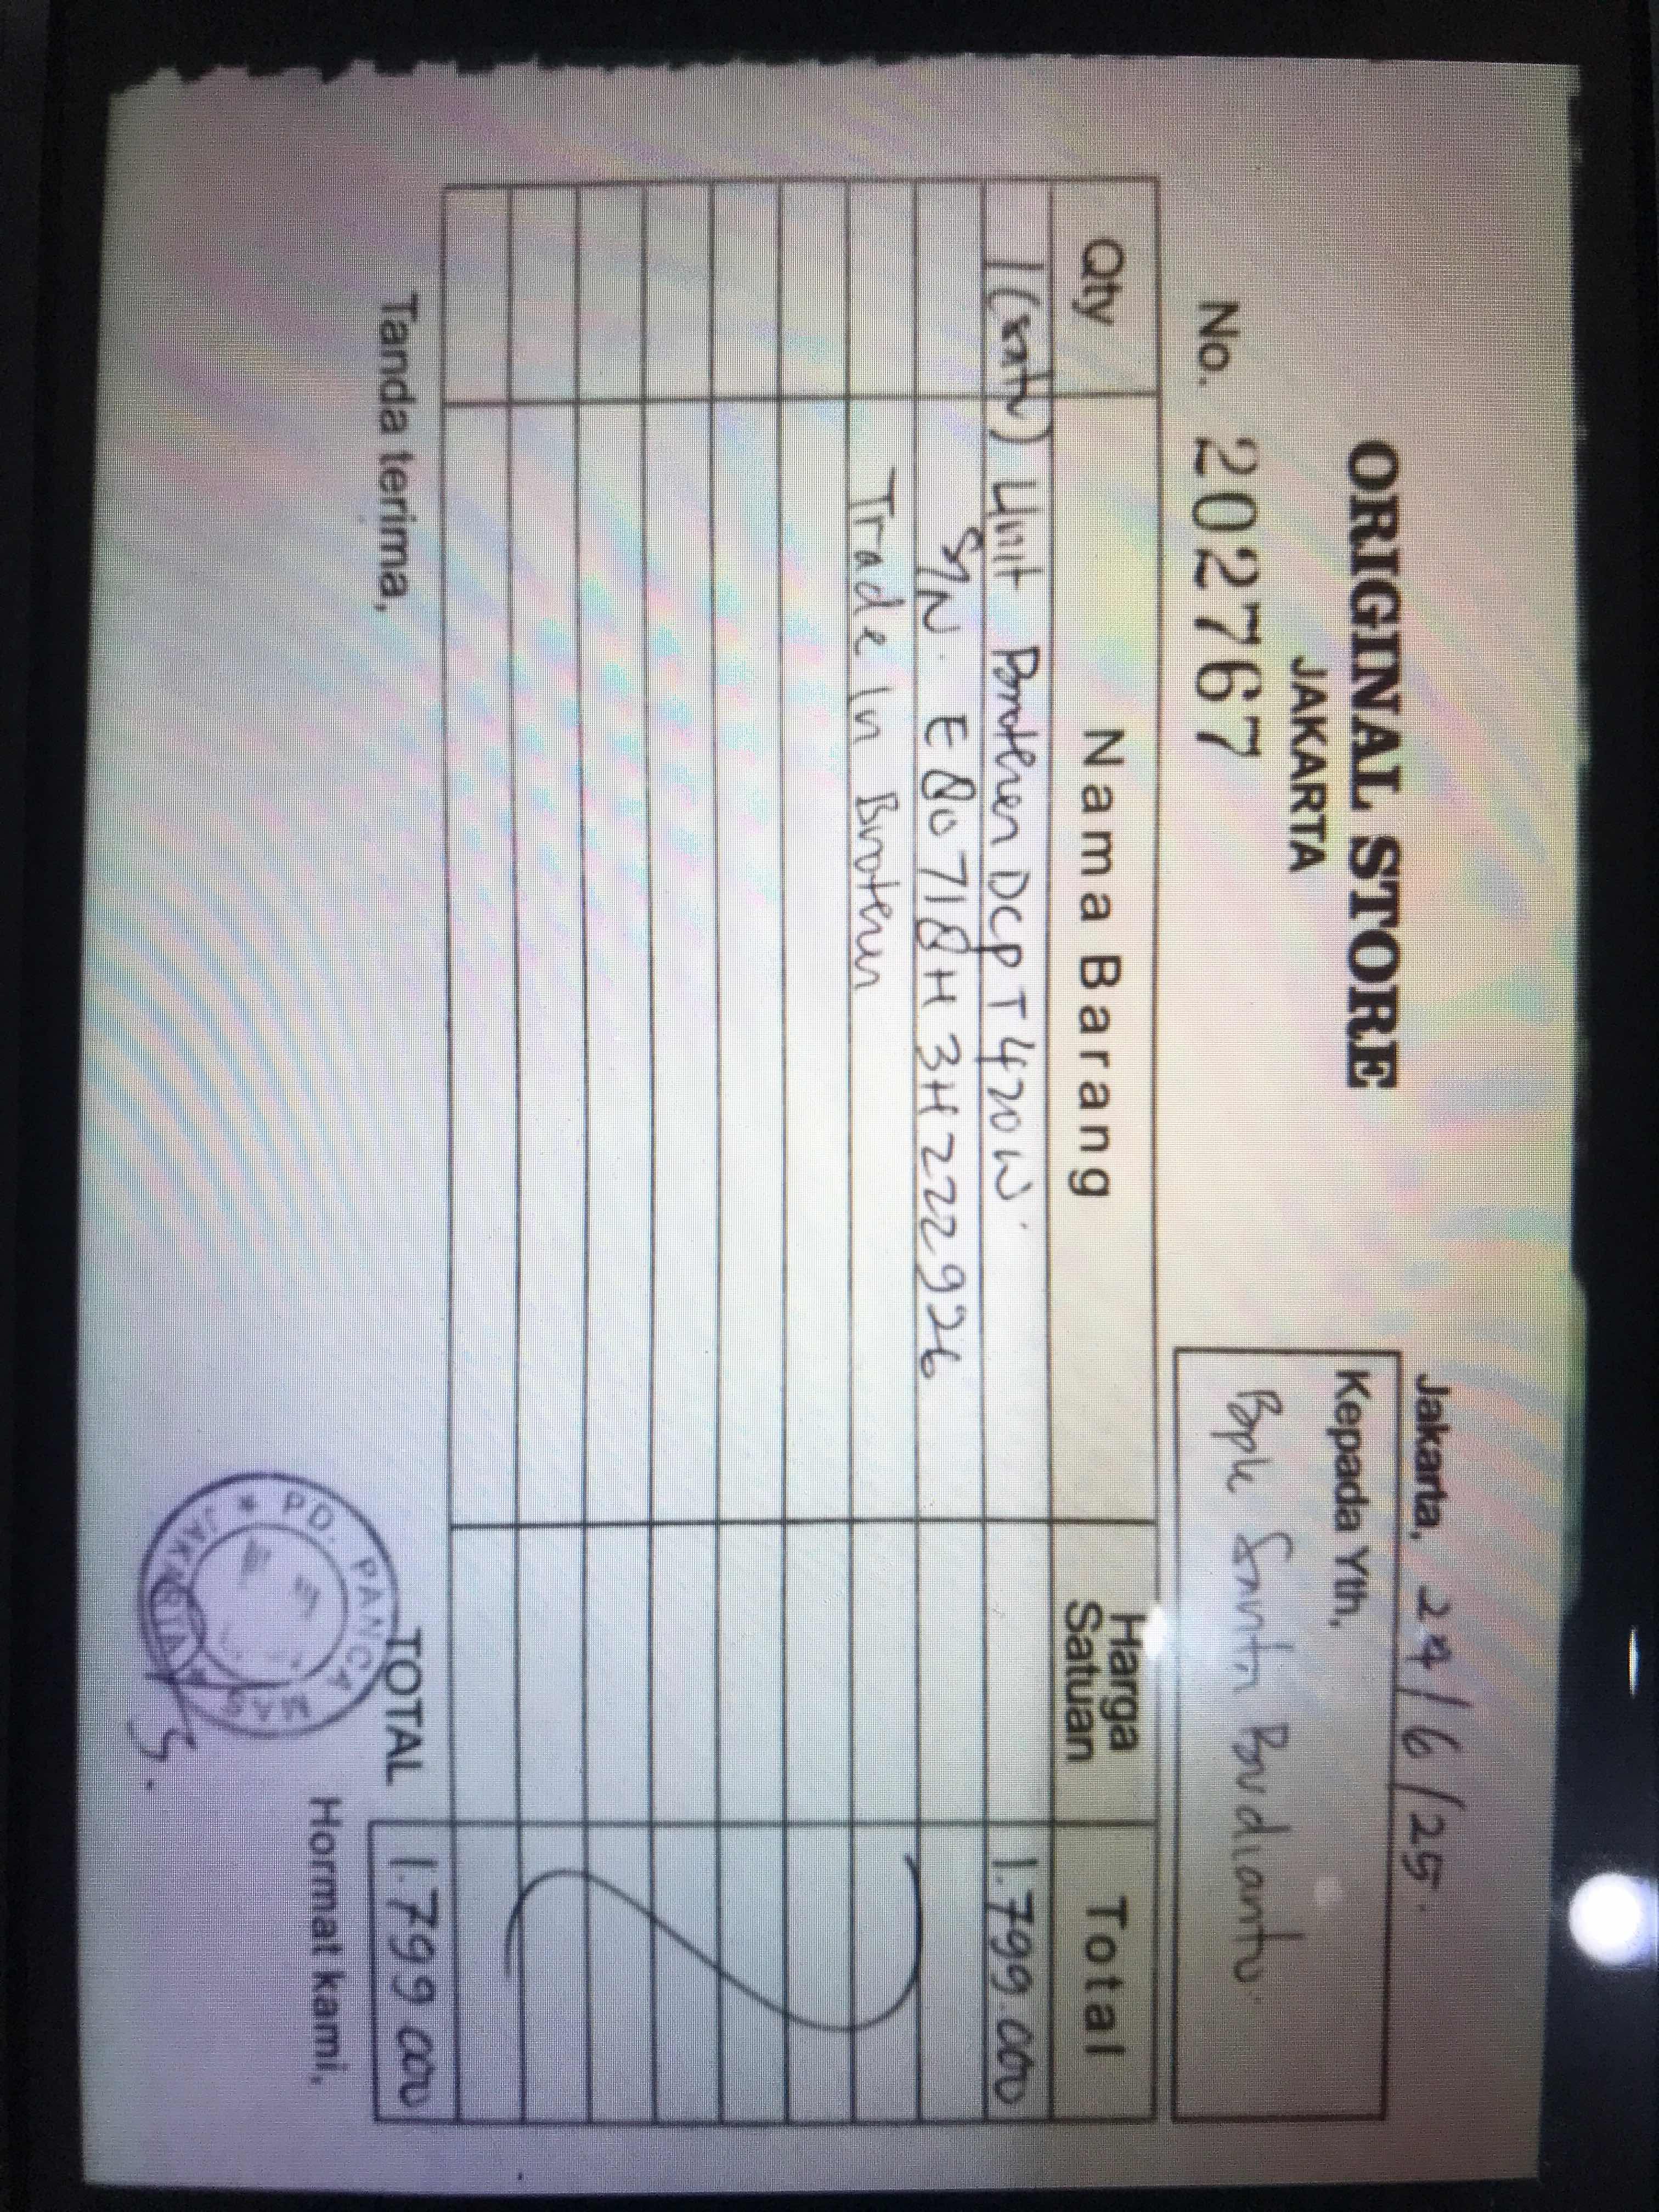 ORIGINAL STORE
JAKARTA
Jakarta, 24/6/25.
Kepada Yth,
Bpk Santri Budianto
No. 202767
Qty Nama Barang Harga Satuan Total
1 (satu) Unit Brother DCP T420W 1.799.000
S/N. E80718H3H222926
Trade In Brother
TOTAL 1.799.000
Tanda terima,
Hormat kami,
PD. PANCA MAS
* JAKARTA *